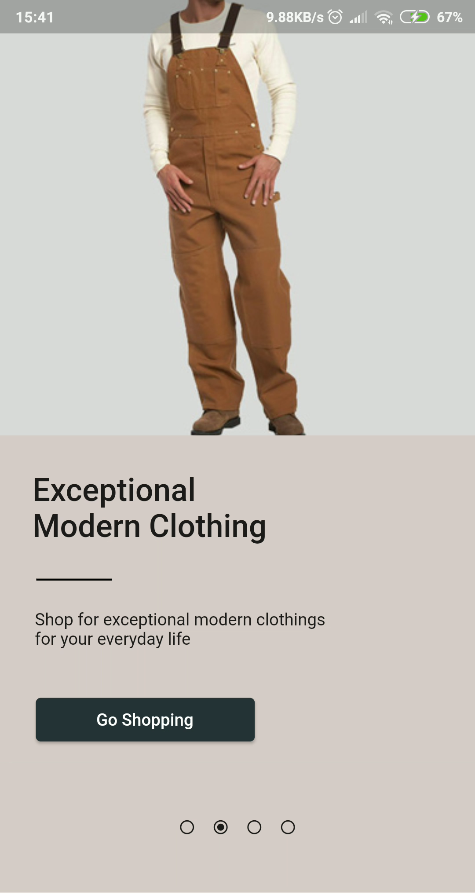 15:41 9.88KB/s 67%
Exceptional
Modern Clothing
Shop for exceptional modern clothings
for your everyday life
Go Shopping